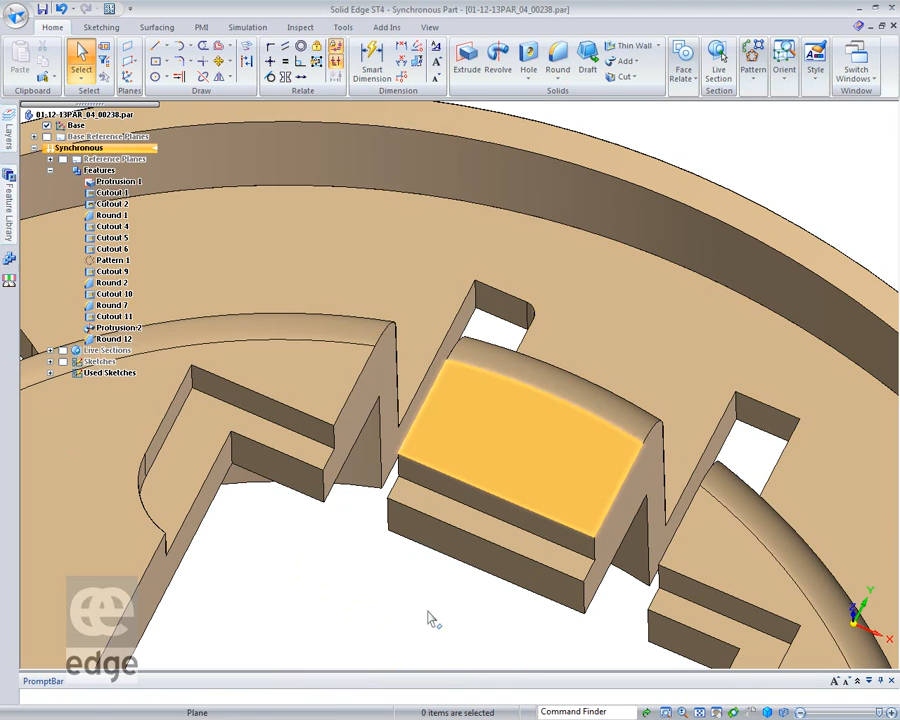 Solid Edge ST4 - Synchronous Part - [01-12-13PAR_04_00238.par]
Home Sketching Surfacing PMI Simulation Inspect Tools Add Ins View
Paste Select Smart Dimension Extrude Revolve Hole Round Draft Thin Wall Add Cut Face Relate Live Section Pattern Orient Style Switch Windows
Clipboard Select Planes Draw Relate Dimension Solids Section Window
Layers
Feature Library
01-12-13PAR_04_00238.par
Base
Base Reference Planes
Synchronous
Reference Planes
Features
Protrusion 1
Cutout 1
Cutout 2
Round 1
Cutout 4
Cutout 5
Cutout 6
Pattern 1
Cutout 9
Round 2
Cutout 10
Round 7
Cutout 11
Protrusion 2
Round 12
Live Sections
Sketches
Used Sketches
Y
Z
X
edge
PromptBar
Plane 0 items are selected Command Finder